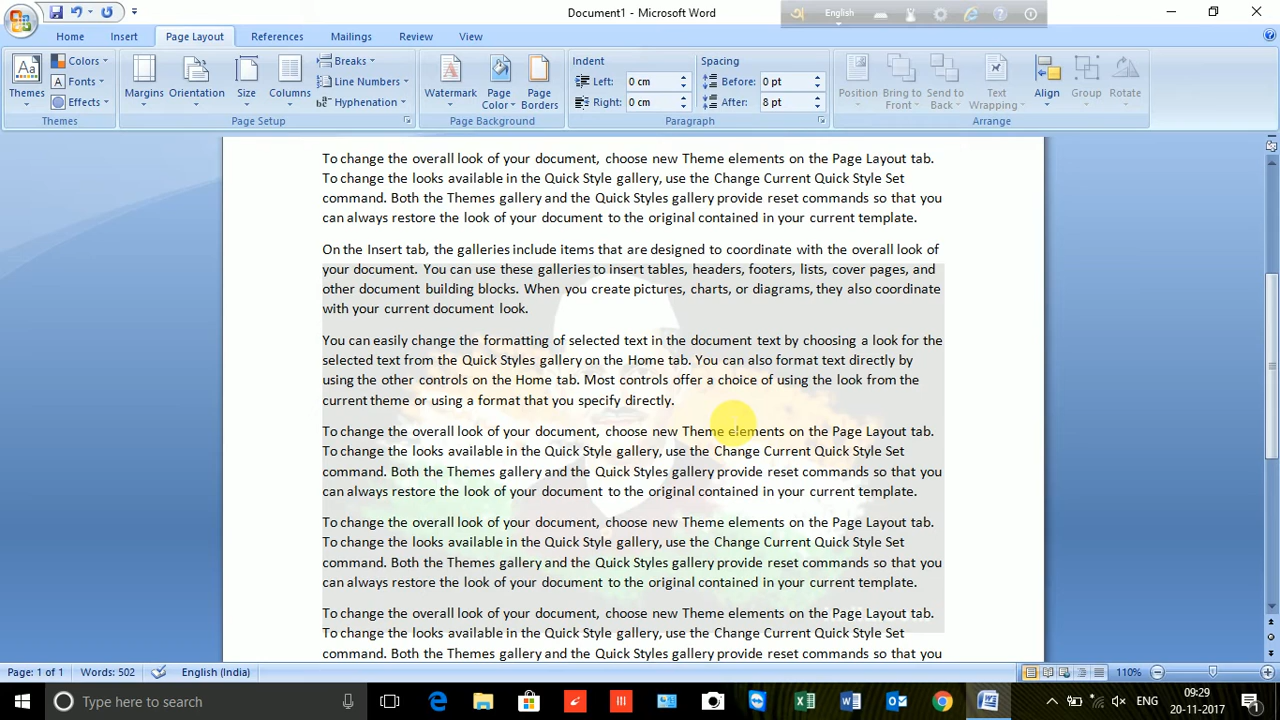 Document1 - Microsoft Word
English
Home Insert Page Layout References Mailings Review View
Themes
Colors
Fonts
Effects
Themes
Margins
Orientation
Size
Columns
Breaks
Line Numbers
Hyphenation
Page Setup
Watermark
Page Color
Page Borders
Page Background
Indent
Left: 0 cm
Right: 0 cm
Spacing
Before: 0 pt
After: 8 pt
Paragraph
Position
Bring to Front
Send to Back
Text Wrapping
Align
Group
Rotate
Arrange
To change the overall look of your document, choose new Theme elements on the Page Layout tab.
To change the looks available in the Quick Style gallery, use the Change Current Quick Style Set
command. Both the Themes gallery and the Quick Styles gallery provide reset commands so that you
can always restore the look of your document to the original contained in your current template.
On the Insert tab, the galleries include items that are designed to coordinate with the overall look of
your document. You can use these galleries to insert tables, headers, footers, lists, cover pages, and
other document building blocks. When you create pictures, charts, or diagrams, they also coordinate
with your current document look.
You can easily change the formatting of selected text in the document text by choosing a look for the
selected text from the Quick Styles gallery on the Home tab. You can also format text directly by
using the other controls on the Home tab. Most controls offer a choice of using the look from the
current theme or using a format that you specify directly.
To change the overall look of your document, choose new Theme elements on the Page Layout tab.
To change the looks available in the Quick Style gallery, use the Change Current Quick Style Set
command. Both the Themes gallery and the Quick Styles gallery provide reset commands so that you
can always restore the look of your document to the original contained in your current template.
To change the overall look of your document, choose new Theme elements on the Page Layout tab.
To change the looks available in the Quick Style gallery, use the Change Current Quick Style Set
command. Both the Themes gallery and the Quick Styles gallery provide reset commands so that you
can always restore the look of your document to the original contained in your current template.
To change the overall look of your document, choose new Theme elements on the Page Layout tab.
To change the looks available in the Quick Style gallery, use the Change Current Quick Style Set
command. Both the Themes gallery and the Quick Styles gallery provide reset commands so that you
Page: 1 of 1 Words: 502 English (India) 110%
Type here to search
ENG
09:29
20-11-2017